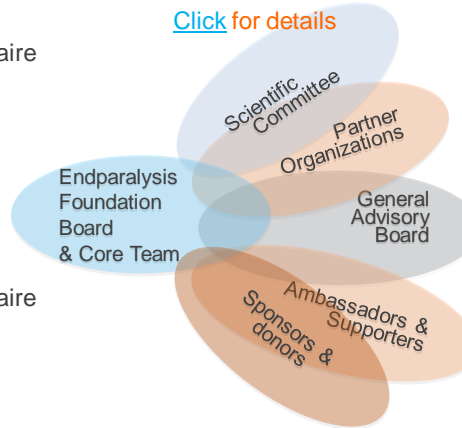 Click for details
aire
Scientific
Committee
Partner
Organizations
Endparalysis
Foundation
Board
& Core Team
General
Advisory
Board
aire
Ambassadors &
Supporters
Sponsors &
donors